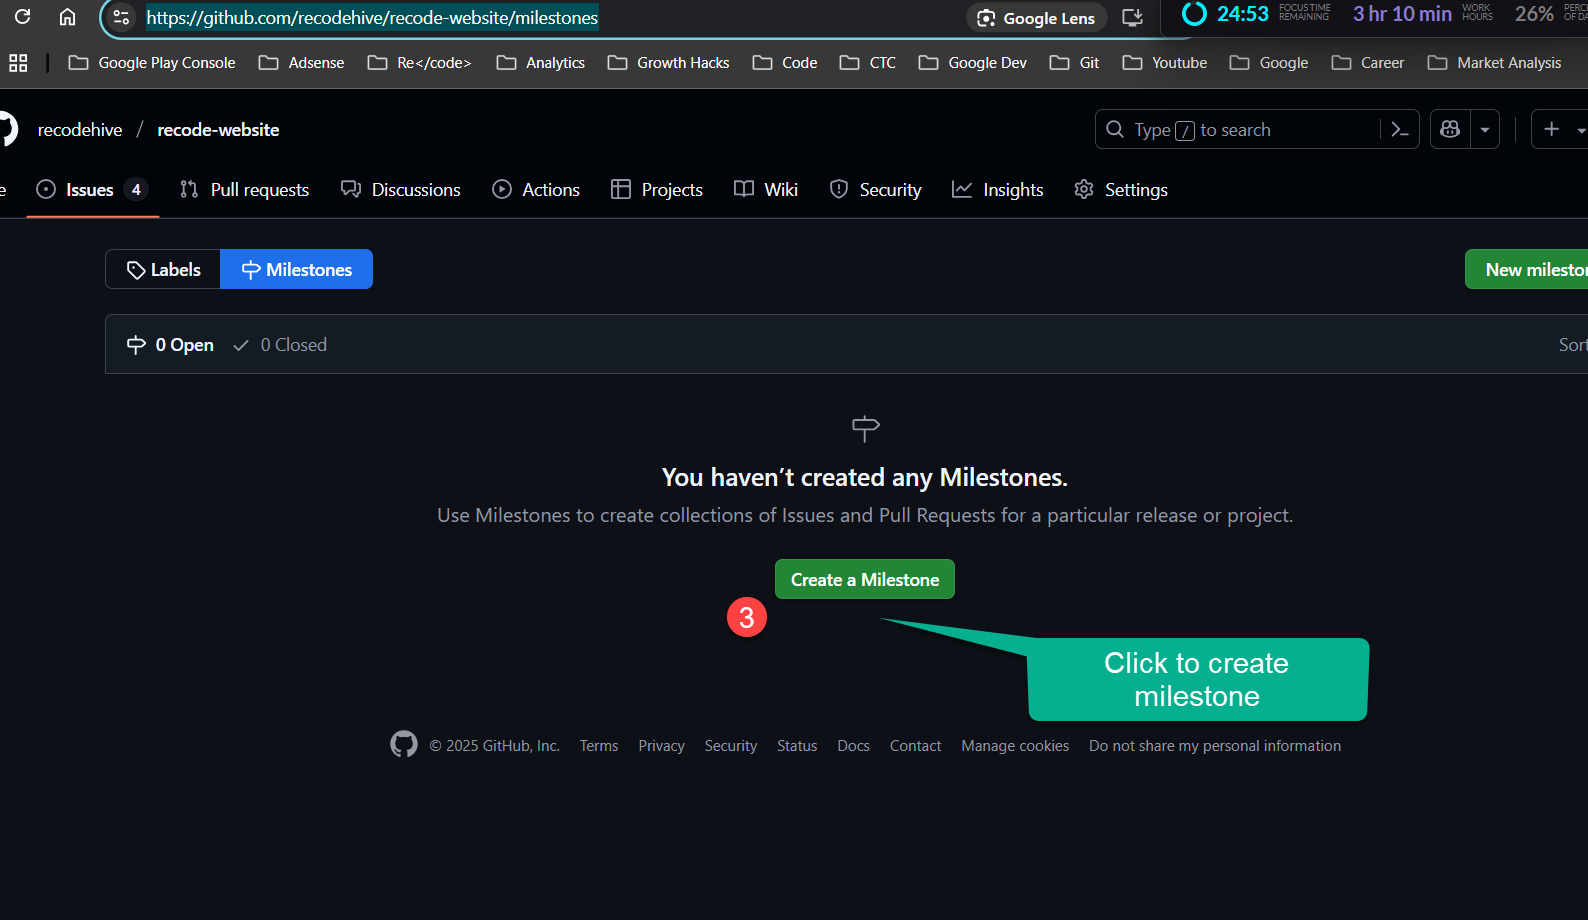 https://github.com/recodehive/recode-website/milestones
Google Lens
24:53 FOCUS TIME REMAINING 3 hr 10 min WORK HOURS 26%
Google Play Console Adsense Re</code> Analytics Growth Hacks Code CTC Google Dev Git Youtube Google Career Market Analysis
recodehive / recode-website
Type / to search
Issues 4 Pull requests Discussions Actions Projects Wiki Security Insights Settings
Labels Milestones
New
0 Open 0 Closed
You haven’t created any Milestones.
Use Milestones to create collections of Issues and Pull Requests for a particular release or project.
Create a Milestone
3
Click to create
milestone
© 2025 GitHub, Inc. Terms Privacy Security Status Docs Contact Manage cookies Do not share my personal information